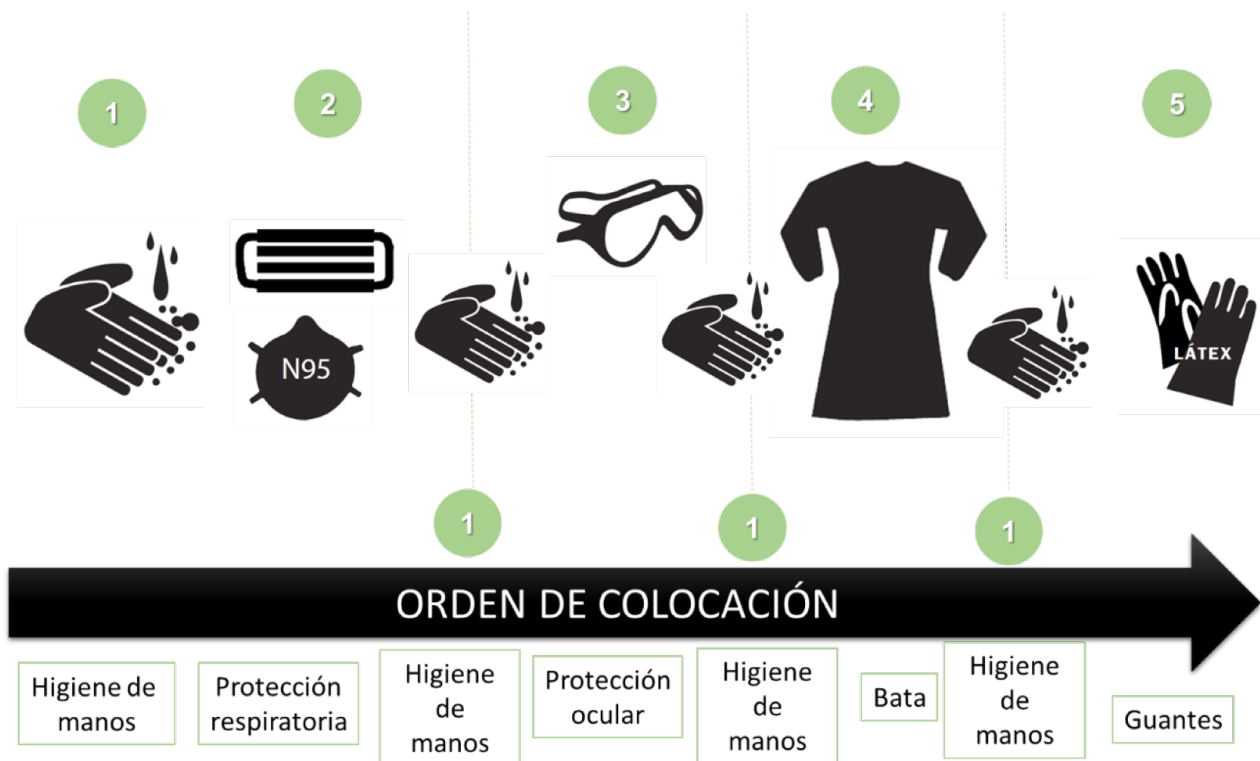 1
2
3
4
5
N95
LÁTEX
1
1
1
ORDEN DE COLOCACIÓN
Higiene de
manos
Protección
respiratoria
Higiene
de
manos
Protección
ocular
Higiene
de
manos
Bata
Higiene
de
manos
Guantes